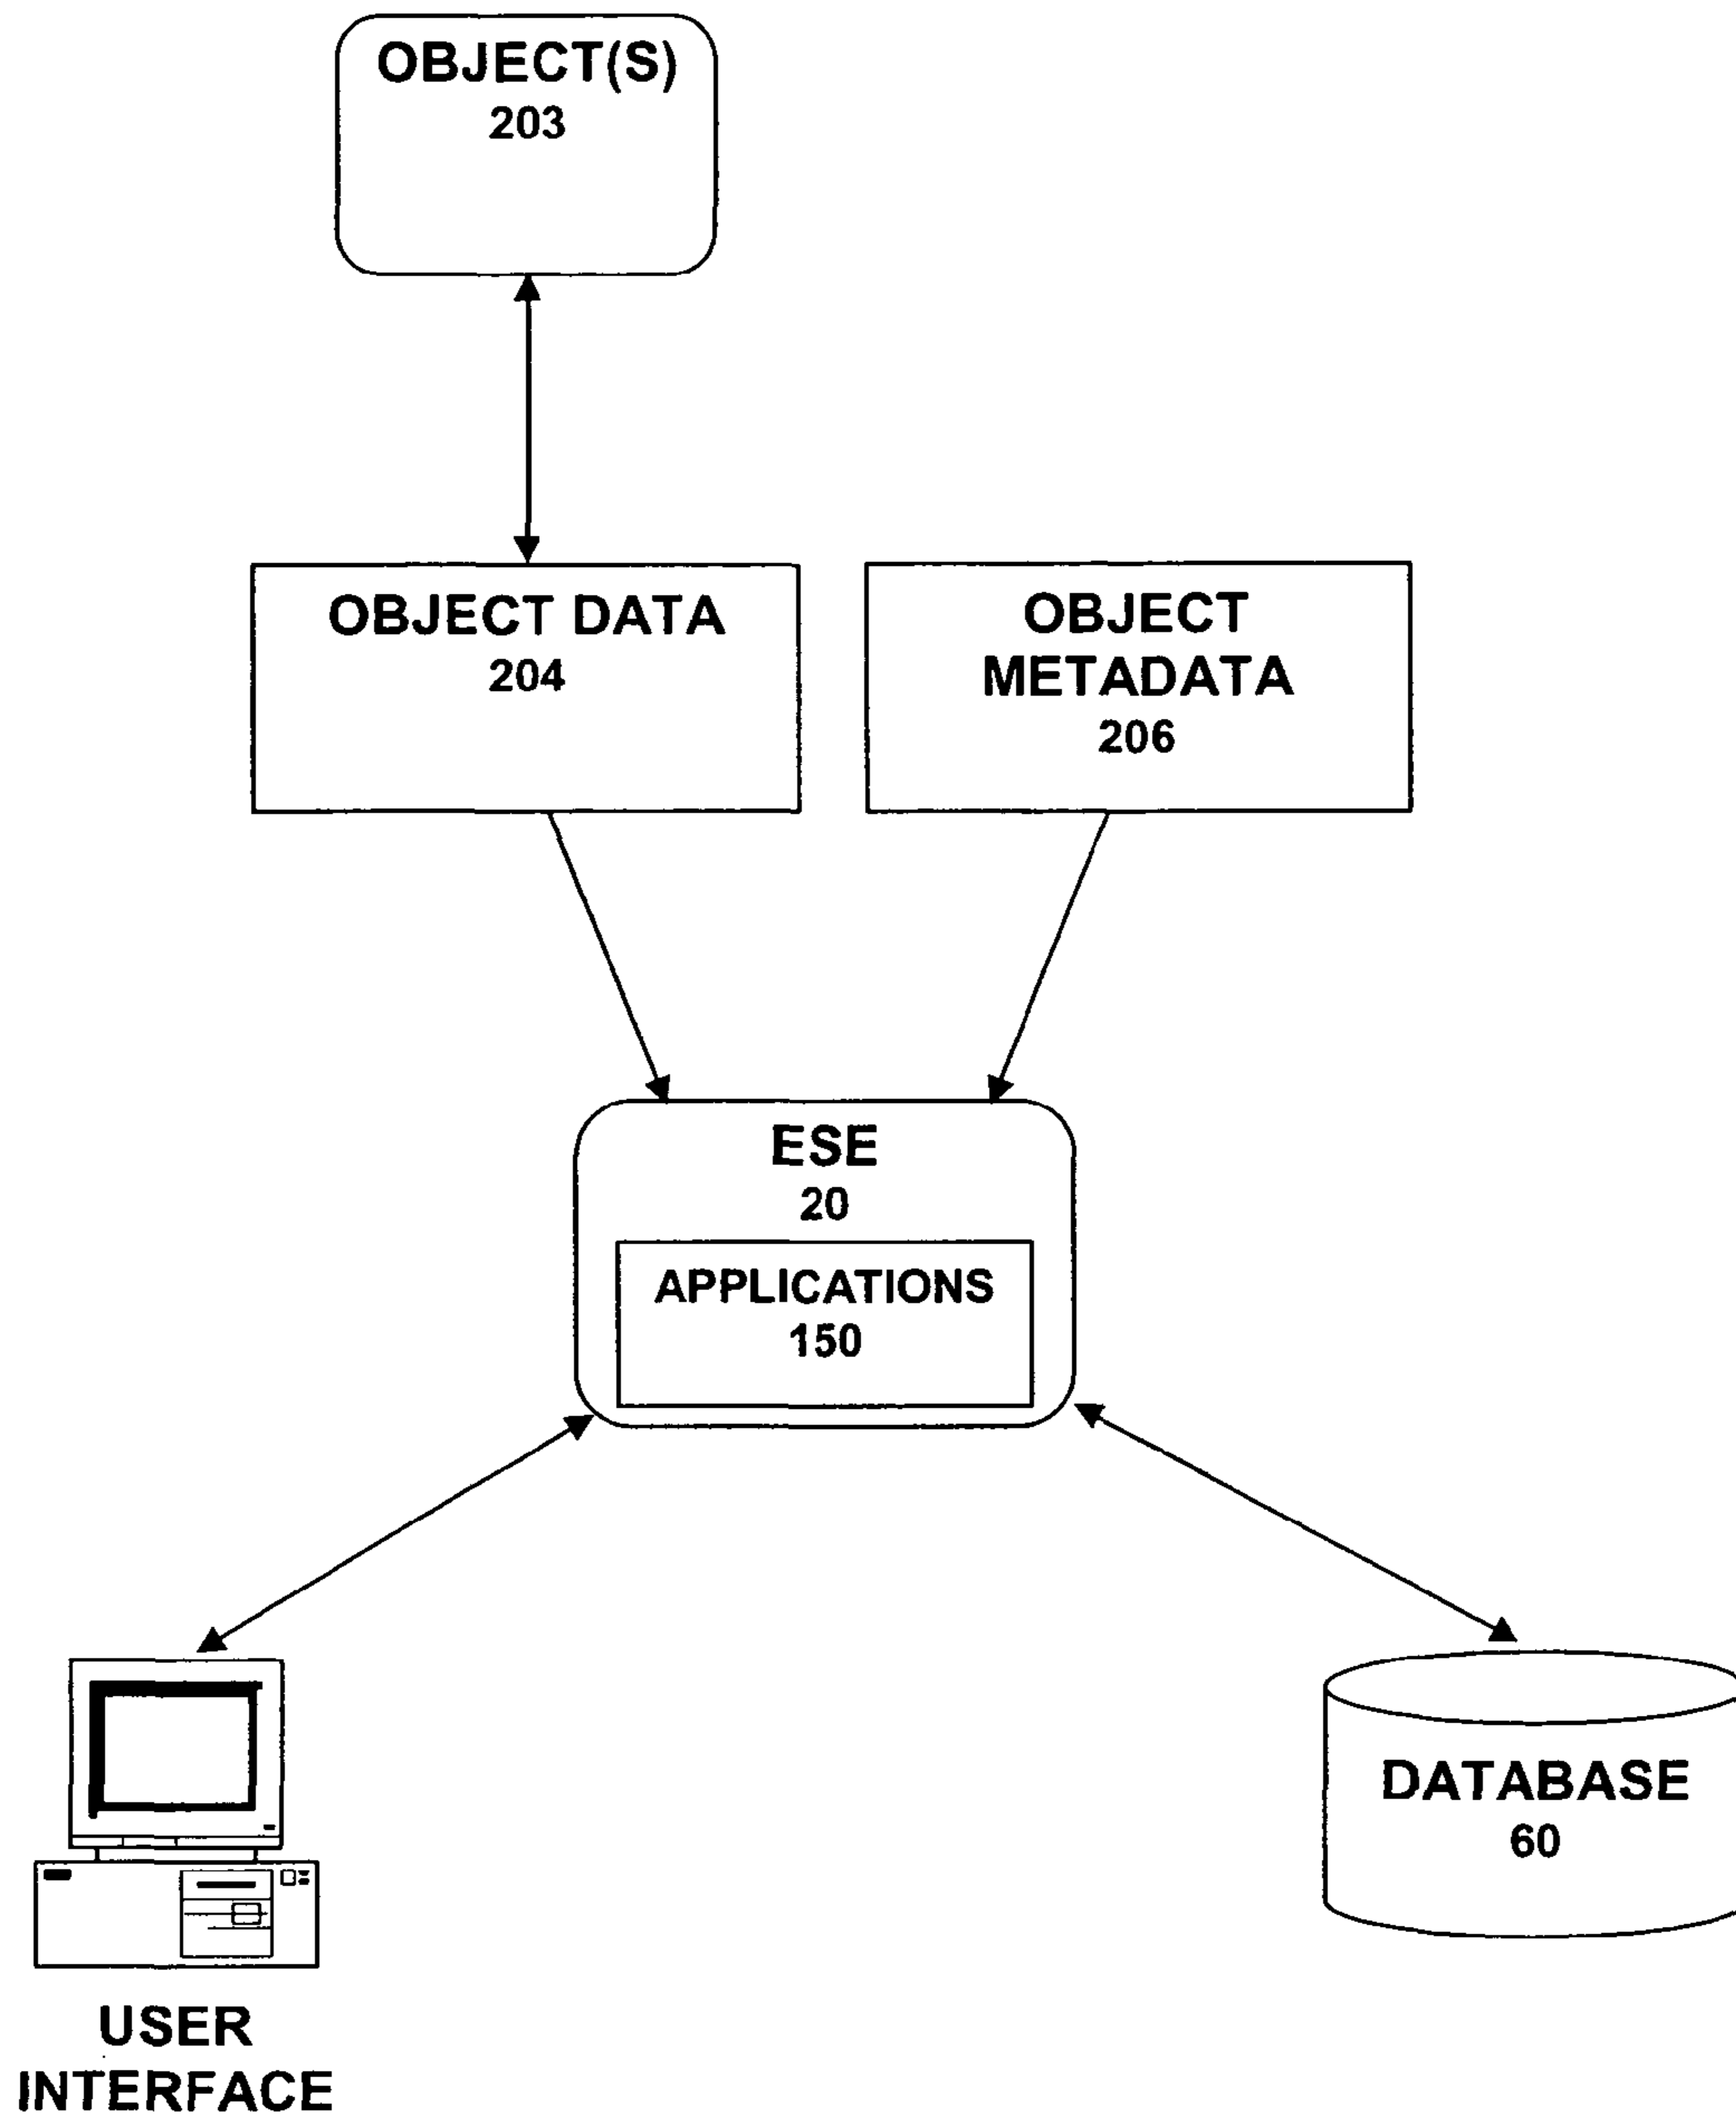 OBJECT(S)
203
OBJECT DATA
204
OBJECT
METADATA
206
ESE
20
APPLICATIONS
150
DATABASE
60
USER
INTERFACE